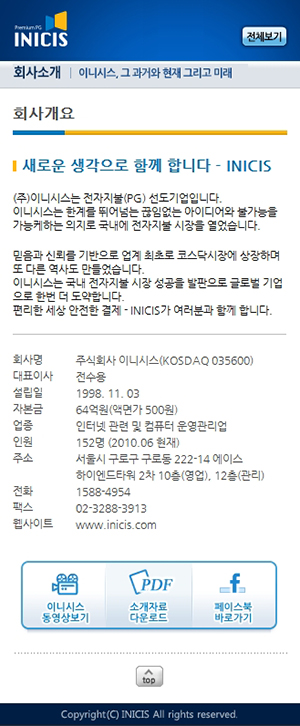 Premium PG
INICIS
전체보기
회사소개 | 이니시스, 그 과거와 현재 그리고 미래
회사개요
새로운 생각으로 함께 합니다 - INICIS
(주)이니시스는 전자지불(PG) 선도기업입니다.
이니시스는 한계를 뛰어넘는 끊임없는 아이디어와 불가능을
가능케하는 의지로 국내에 전자지불 시장을 열었습니다.
믿음과 신뢰를 기반으로 업계 최초로 코스닥시장에 상장하며
또 다른 역사도 만들었습니다.
이니시스는 국내 전자지불 시장 성공을 발판으로 글로벌 기업
으로 한번 더 도약합니다.
편리한 세상 안전한 결제 - INICIS가 여러분과 함께 합니다.
회사명 주식회사 이니시스(KOSDAQ 035600)
대표이사 전수용
설립일 1998. 11. 03
자본금 64억원(액면가 500원)
업종 인터넷 관련 및 컴퓨터 운영관리업
인원 152명 (2010.06 현재)
주소 서울시 구로구 구로동 222-14 에이스
하이엔드타워 2차 10층(영업), 12층(관리)
전화 1588-4954
팩스 02-3288-3913
웹사이트 www.inicis.com
PDF f
이니시스 소개자료 페이스북
동영상보기 다운로드 바로가기
top
Copyright(C) INICIS All rights reserved.